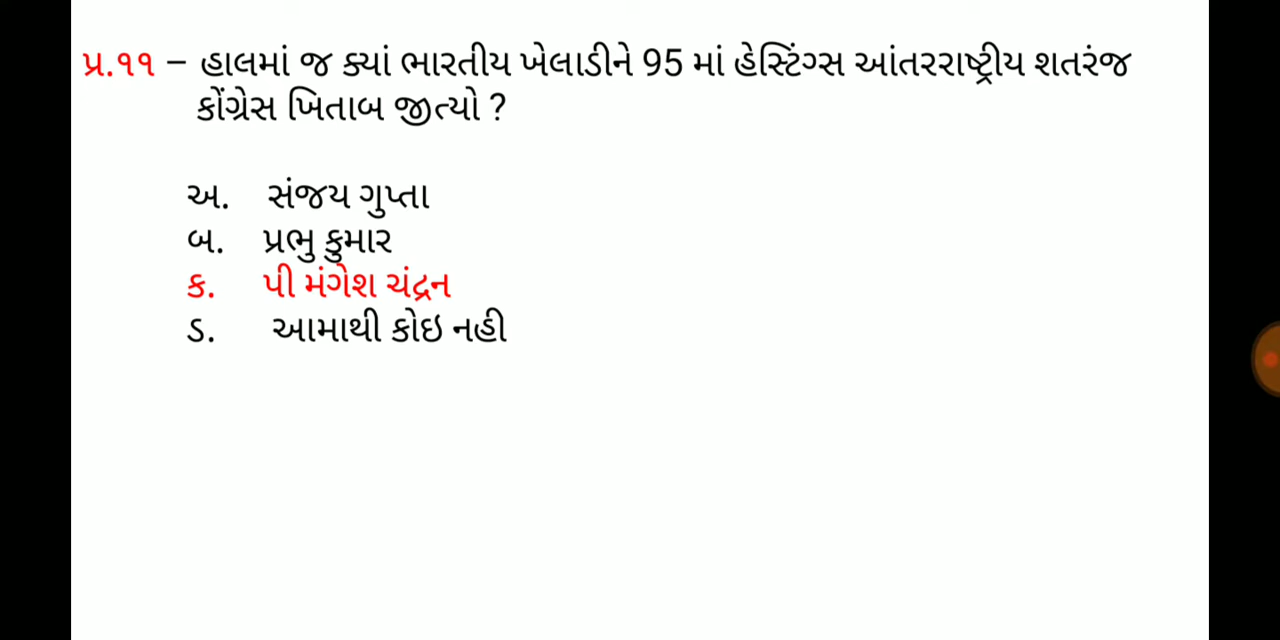 પ્ર.૧૧ – હાલમાં જ ક્યાં ભારતીય ખેલાડીને 95 માં હેસ્ટિંગ્સ આંતરરાષ્ટ્રીય શતરંજ
કોંગ્રેસ ખિતાબ જીત્યો ?
અ. સંજય ગુપ્તા
બ. પ્રભુ કુમાર
ક. પી મંગેશ ચંદ્રન
ડ. આમાથી કોઇ નહી